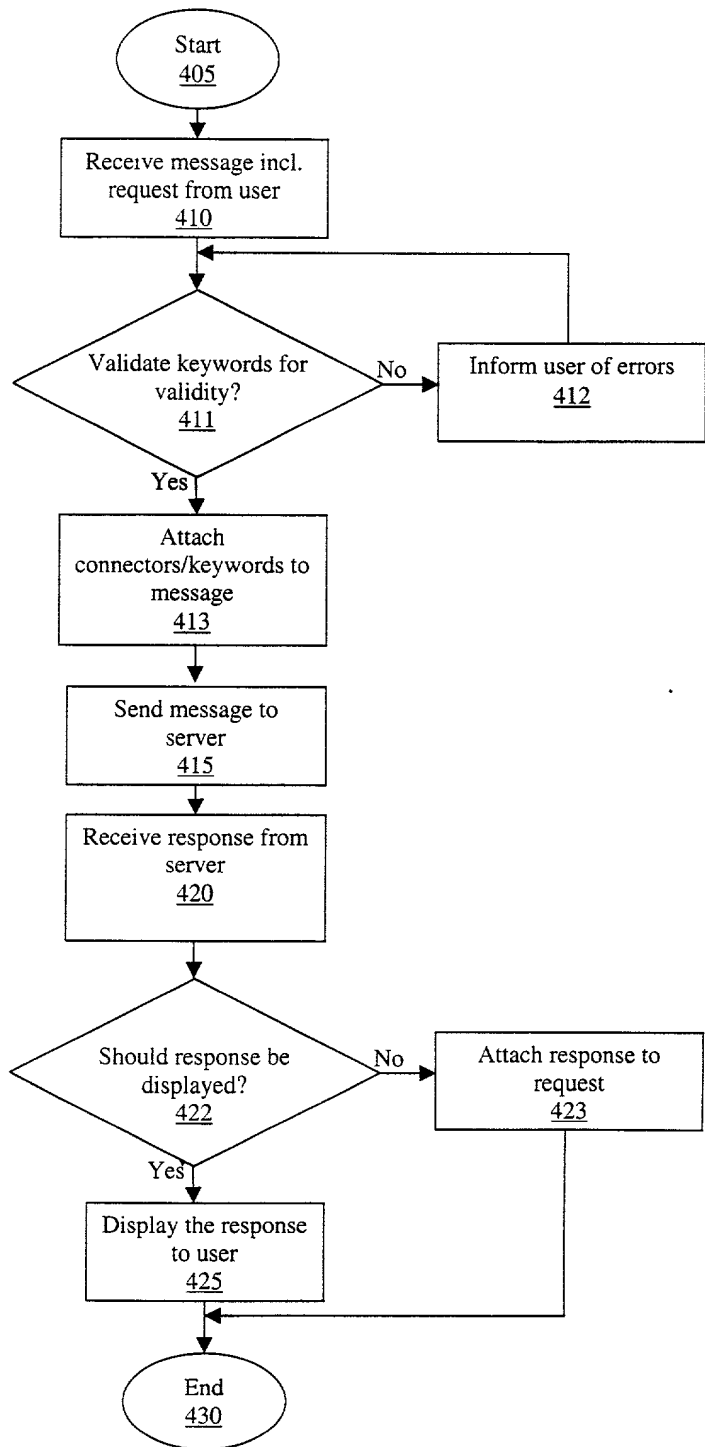 Start
405
Receive message incl.
request from user
410
Validate keywords for
validity?
411
No
Inform user of errors
412
Yes
Attach
connectors/keywords to
message
413
Send message to
server
415
Receive response from
server
420
Should response be
displayed?
422
No
Attach response to
request
423
Yes
Display the response
to user
425
End
430